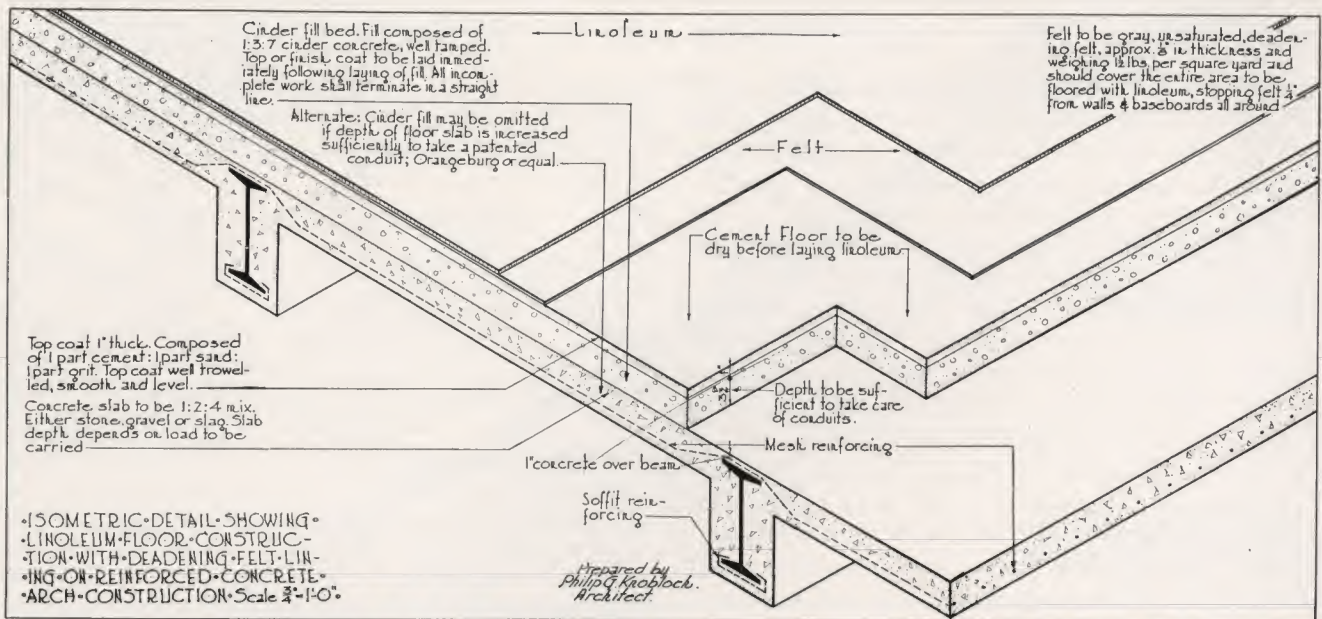 Cinder fill bed. Fill composed of
1:3:7 cinder concrete, well tamped.
Top or finish coat to be laid immed-
iately following laying of fill. All incom-
plete work shall terminate in a straight
line.
Alternate: Cinder fill may be omitted
if depth of floor slab is increased
sufficiently to take a patented
conduit; Orangeburg or equal.
Linoleum
Felt to be gray, unsaturated, deaden-
ing felt, approx. ⅛" in thickness and
weighing 1½ lbs. per square yard and
should cover the entire area to be
floored with linoleum, stopping felt ¼"
from walls & baseboards all around
Felt
Cement Floor to be
dry before laying linoleum.
Top coat 1" thick. Composed
of 1 part cement: 1 part sand:
1 part grit. Top coat well trowel-
led, smooth and level.
Concrete slab to be 1:2:4 mix.
Either stone, gravel or slag. Slab
depth depends on load to be
carried
Depth to be suf-
ficient to take care
of conduits.
1" concrete over beam
Mesh reinforcing
Soffit rein-
forcing
·ISOMETRIC·DETAIL·SHOWING·
·LINOLEUM·FLOOR·CONSTRUC-
·TION·WITH·DEADENING·FELT·LIN-
·ING·ON·REINFORCED·CONCRETE·
·ARCH·CONSTRUCTION·Scale ¾"=1'-0"·
Prepared by
Philip G. Knobloch.
Architect.